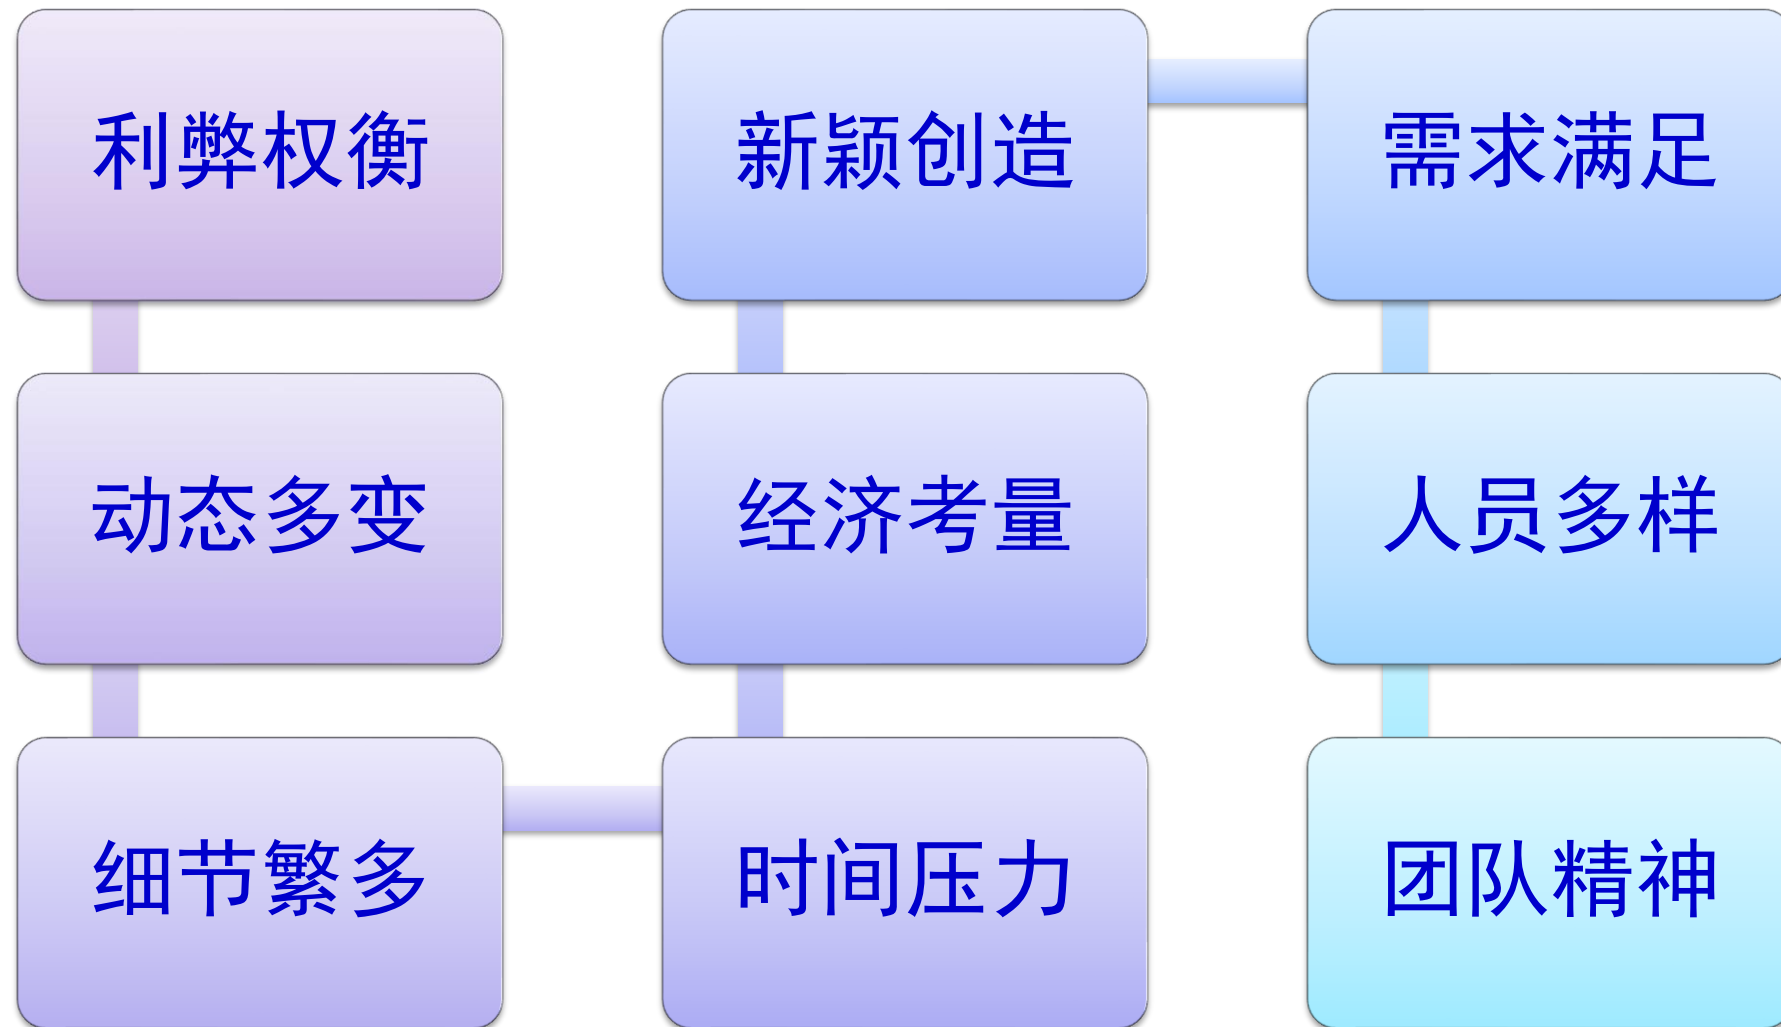 利弊权衡
动态多变
细节繁多
时间压力
经济考量
新颖创造
需求满足
人员多样
团队精神